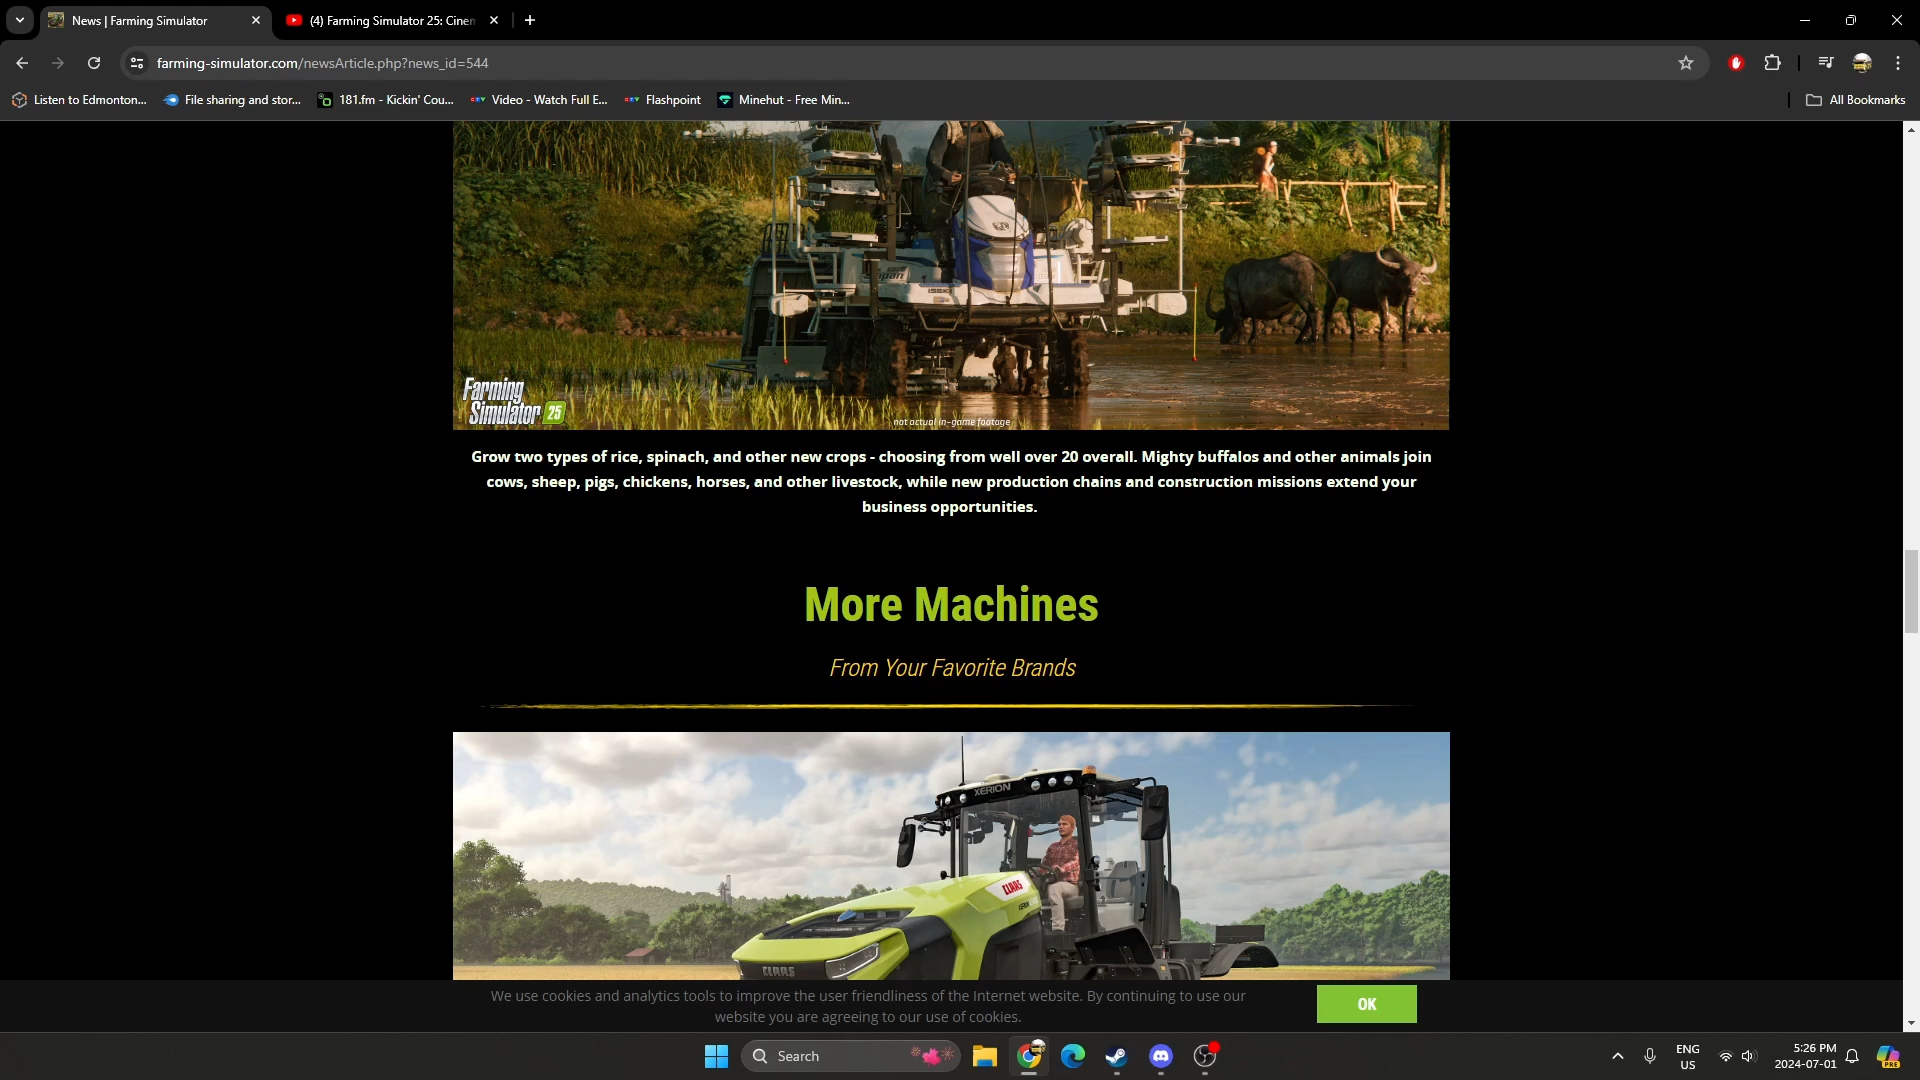 News | Farming Simulator
(4) Farming Simulator 25: Cinem
farming-simulator.com/newsArticle.php?news_id=544
Listen to Edmonton...
File sharing and stor...
181.fm - Kickin' Cou...
Video - Watch Full E...
Flashpoint
Minehut - Free Min...
All Bookmarks
Japan
ISEKI
Farming
Simulator 25
not actual in-game footage
Grow two types of rice, spinach, and other new crops - choosing from well over 20 overall. Mighty buffalos and other animals join
cows, sheep, pigs, chickens, horses, and other livestock, while new production chains and construction missions extend your
business opportunities.
More Machines
From Your Favorite Brands
XERION
CLAAS
XERION
CLAAS
We use cookies and analytics tools to improve the user friendliness of the Internet website. By continuing to use our
website you are agreeing to our use of cookies.
OK
Search
ENG
US
5:26 PM
2024-07-01
PRE